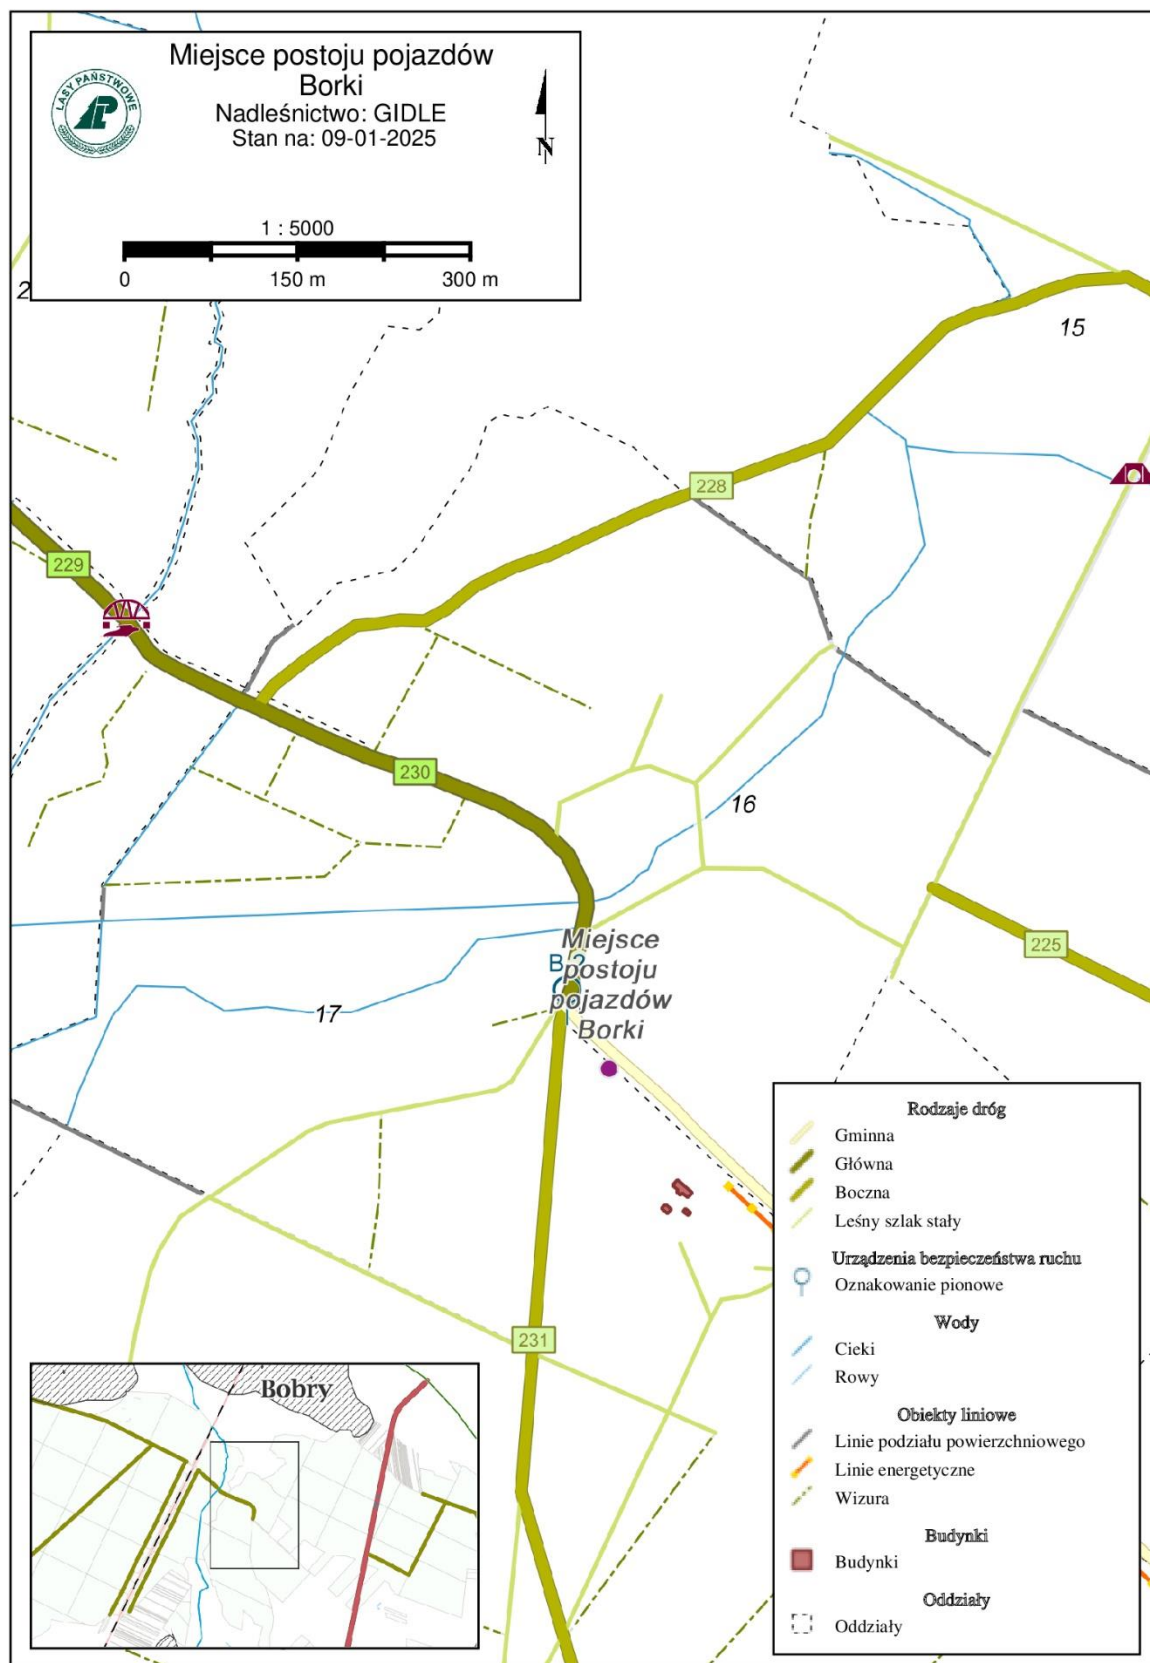 Miejsce postoju pojazdów
Borki
Nadleśnictwo: GIDLE
Stan na: 09-01-2025
LASY PAŃSTWOWE
N
1 : 5000
0 150 m 300 m
2
15
228
229
230
16
225
Miejsce
postoju
pojazdów
Borki
17
231
Rodzaje dróg
Gminna
Główna
Boczna
Leśny szlak stały
Urządzenia bezpieczeństwa ruchu
Oznakowanie pionowe
Wody
Cieki
Rowy
Obiekty liniowe
Linie podziału powierzchniowego
Linie energetyczne
Wizura
Budynki
Budynki
Oddziały
Oddziały
Bobry